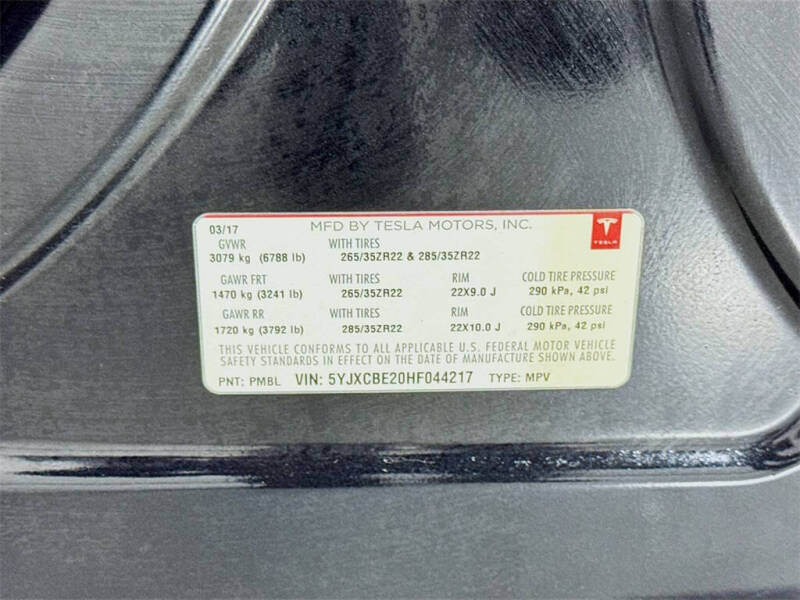 03/17 MFD BY TESLA MOTORS, INC.
TESLA
GVWR WITH TIRES
3079 kg (6788 lb) 265/35ZR22 & 285/35ZR22
GAWR FRT WITH TIRES RIM COLD TIRE PRESSURE
1470 kg (3241 lb) 265/35ZR22 22X9.0 J 290 kPa, 42 psi
GAWR RR WITH TIRES RIM COLD TIRE PRESSURE
1720 kg (3792 lb) 285/35ZR22 22X10.0 J 290 kPa, 42 psi
THIS VEHICLE CONFORMS TO ALL APPLICABLE U.S. FEDERAL MOTOR VEHICLE
SAFETY STANDARDS IN EFFECT ON THE DATE OF MANUFACTURE SHOWN ABOVE.
PNT: PMBL VIN: 5YJXCBE20HF044217 TYPE: MPV